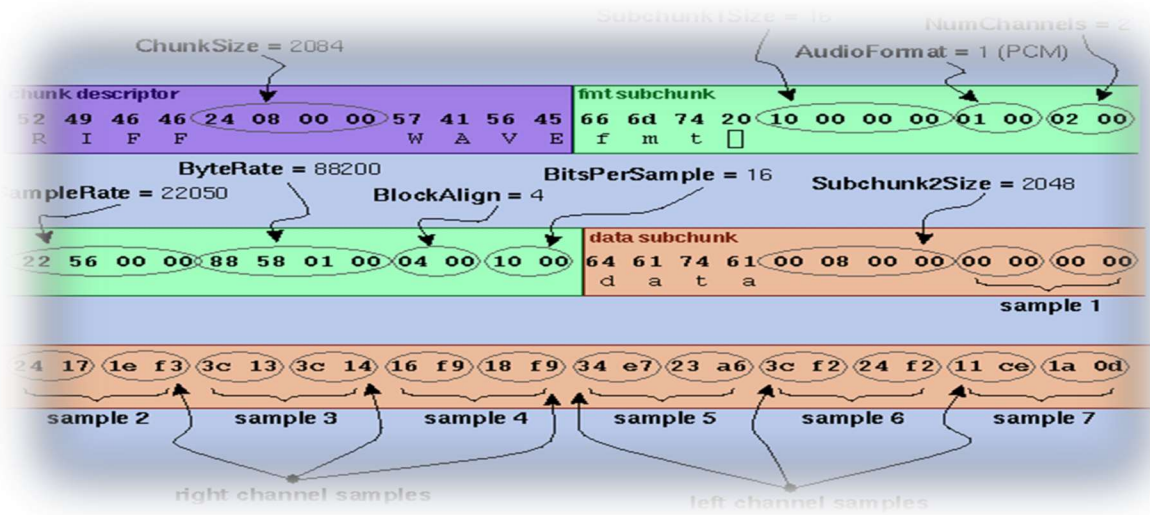 Subchunk1Size = 16
NumChannels = 2
ChunkSize = 2084
AudioFormat = 1 (PCM)
chunk descriptor
fmt subchunk
52 49 46 46 24 08 00 00 57 41 56 45 66 6d 74 20 10 00 00 00 01 00 02 00
R I F F W A V E f m t
ByteRate = 88200
BitsPerSample = 16
SampleRate = 22050
BlockAlign = 4
Subchunk2Size = 2048
data subchunk
22 56 00 00 88 58 01 00 04 00 10 00 64 61 74 61 00 08 00 00 00 00 00 00
d a t a
sample 1
24 17 1e f3 3c 13 3c 14 16 f9 18 f9 34 e7 23 a6 3c f2 24 f2 11 ce 1a 0d
sample 2 sample 3 sample 4 sample 5 sample 6 sample 7
right channel samples
left channel samples